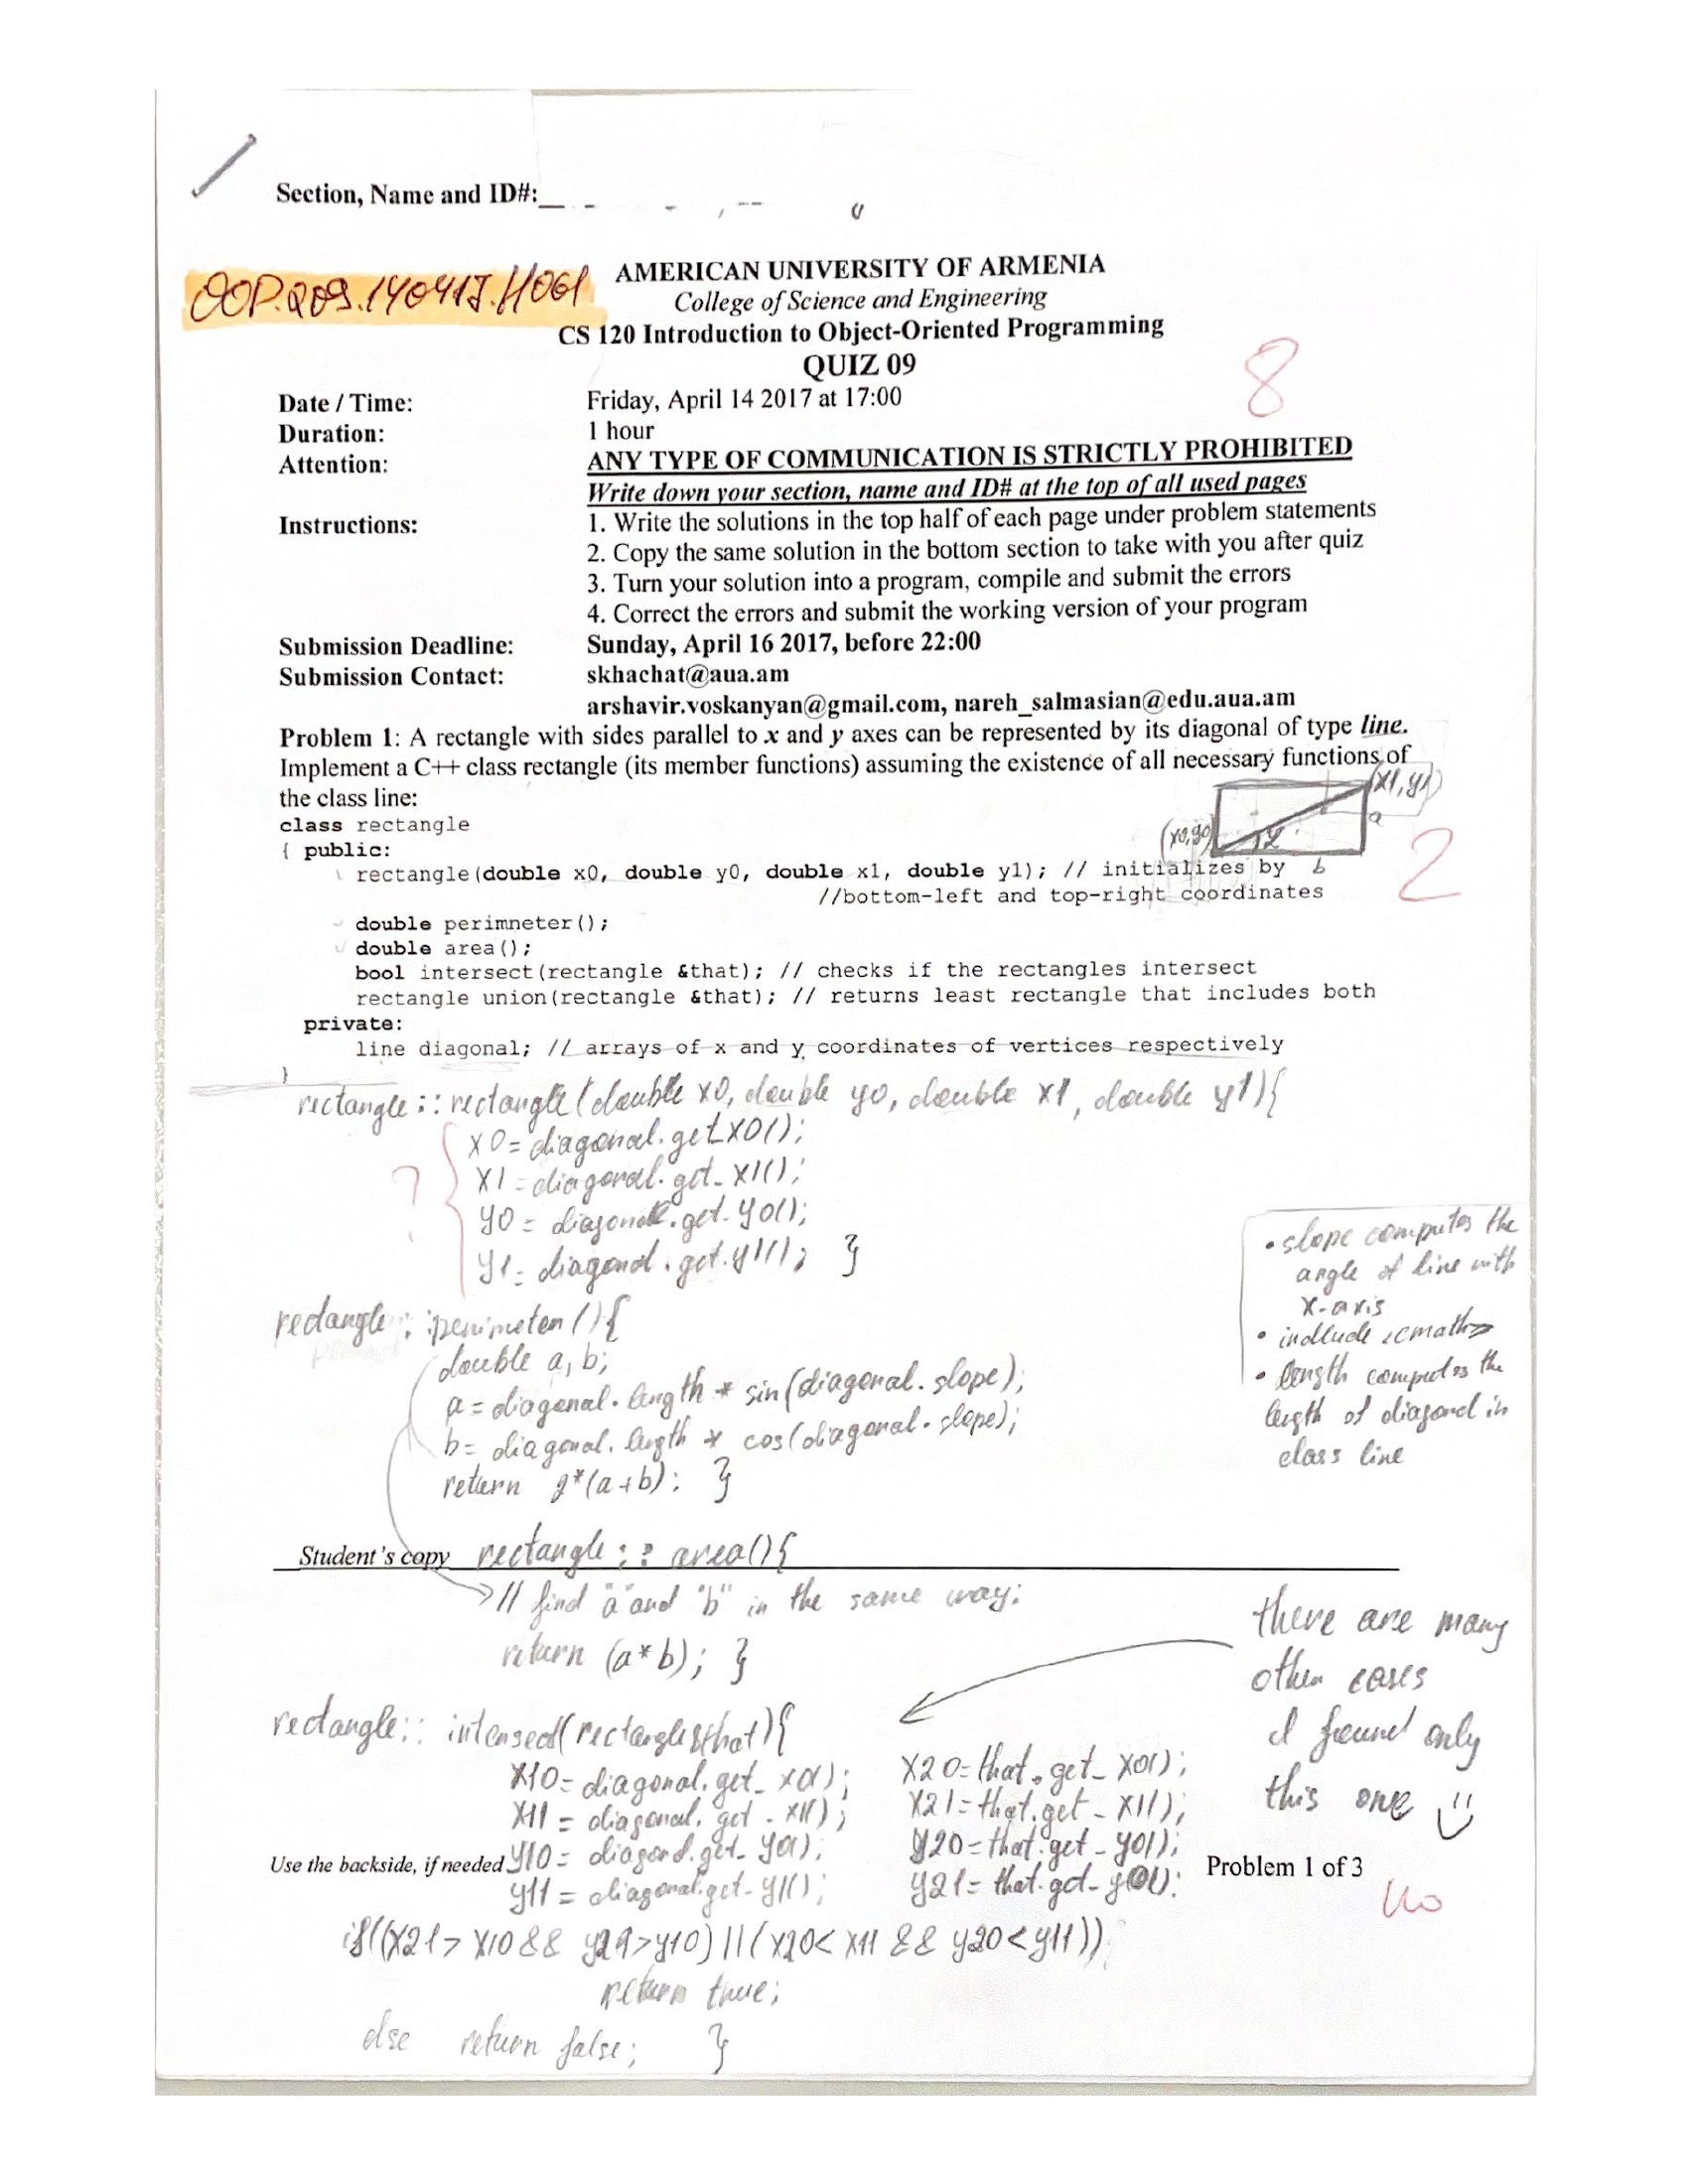 Section, Name and ID#:
OOP.209.140417.H061
AMERICAN UNIVERSITY OF ARMENIA
College of Science and Engineering
CS 120 Introduction to Object-Oriented Programming
QUIZ 09
8
Date / Time: Friday, April 14 2017 at 17:00
Duration: 1 hour
Attention: ANY TYPE OF COMMUNICATION IS STRICTLY PROHIBITED
Write down your section, name and ID# at the top of all used pages
Instructions: 1. Write the solutions in the top half of each page under problem statements
2. Copy the same solution in the bottom section to take with you after quiz
3. Turn your solution into a program, compile and submit the errors
4. Correct the errors and submit the working version of your program
Submission Deadline: Sunday, April 16 2017, before 22:00
Submission Contact: skhachat@aua.am
arshavir.voskanyan@gmail.com, nareh_salmasian@edu.aua.am
Problem 1: A rectangle with sides parallel to x and y axes can be represented by its diagonal of type line.
Implement a C++ class rectangle (its member functions) assuming the existence of all necessary functions of
the class line:
(x1, y1)
a
(x0,y0)
α
b
2
class rectangle
{ public:
rectangle(double x0, double y0, double x1, double y1); // initializes by
//bottom-left and top-right coordinates
double perimneter();
double area();
bool intersect(rectangle &that); // checks if the rectangles intersect
rectangle union(rectangle &that); // returns least rectangle that includes both
private:
line diagonal; // arrays of x and y coordinates of vertices respectively
}
rectangle :: rectangle (double x0, double y0, double x1, double y1){
x0 = diagonal.get_x0();
x1 = diagonal.get_x1();
y0 = diagonal.get_y0();
y1 = diagonal.get_y1(); }
?
rectangle :: perimeter(){
double a, b;
a = diagonal.length * sin(diagonal.slope);
b = diagonal.length * cos(diagonal.slope);
return 2*(a+b); }
• slope computes the
angle of line with
x-axis
• indlude <cmath>
• length computes the
length of diagonal in
class line
Student's copy
rectangle :: area(){
// find "a" and "b" in the same way;
return (a*b); }
there are many
other cases
I found only
this one
rectangle :: intersect(rectangle &that){
x10 = diagonal.get_x0(); x20 = that.get_x0();
x11 = diagonal.get_x1(); x21 = that.get_x1();
y10 = diagonal.get_y0(); y20 = that.get_y0();
Use the backside, if needed Problem 1 of 3
y11 = diagonal.get_y1(); y21 = that.get_y1();
if((x21 > x10 && y21 > y10) || (x20 < x11 && y20 < y11))
return true;
else return false; }